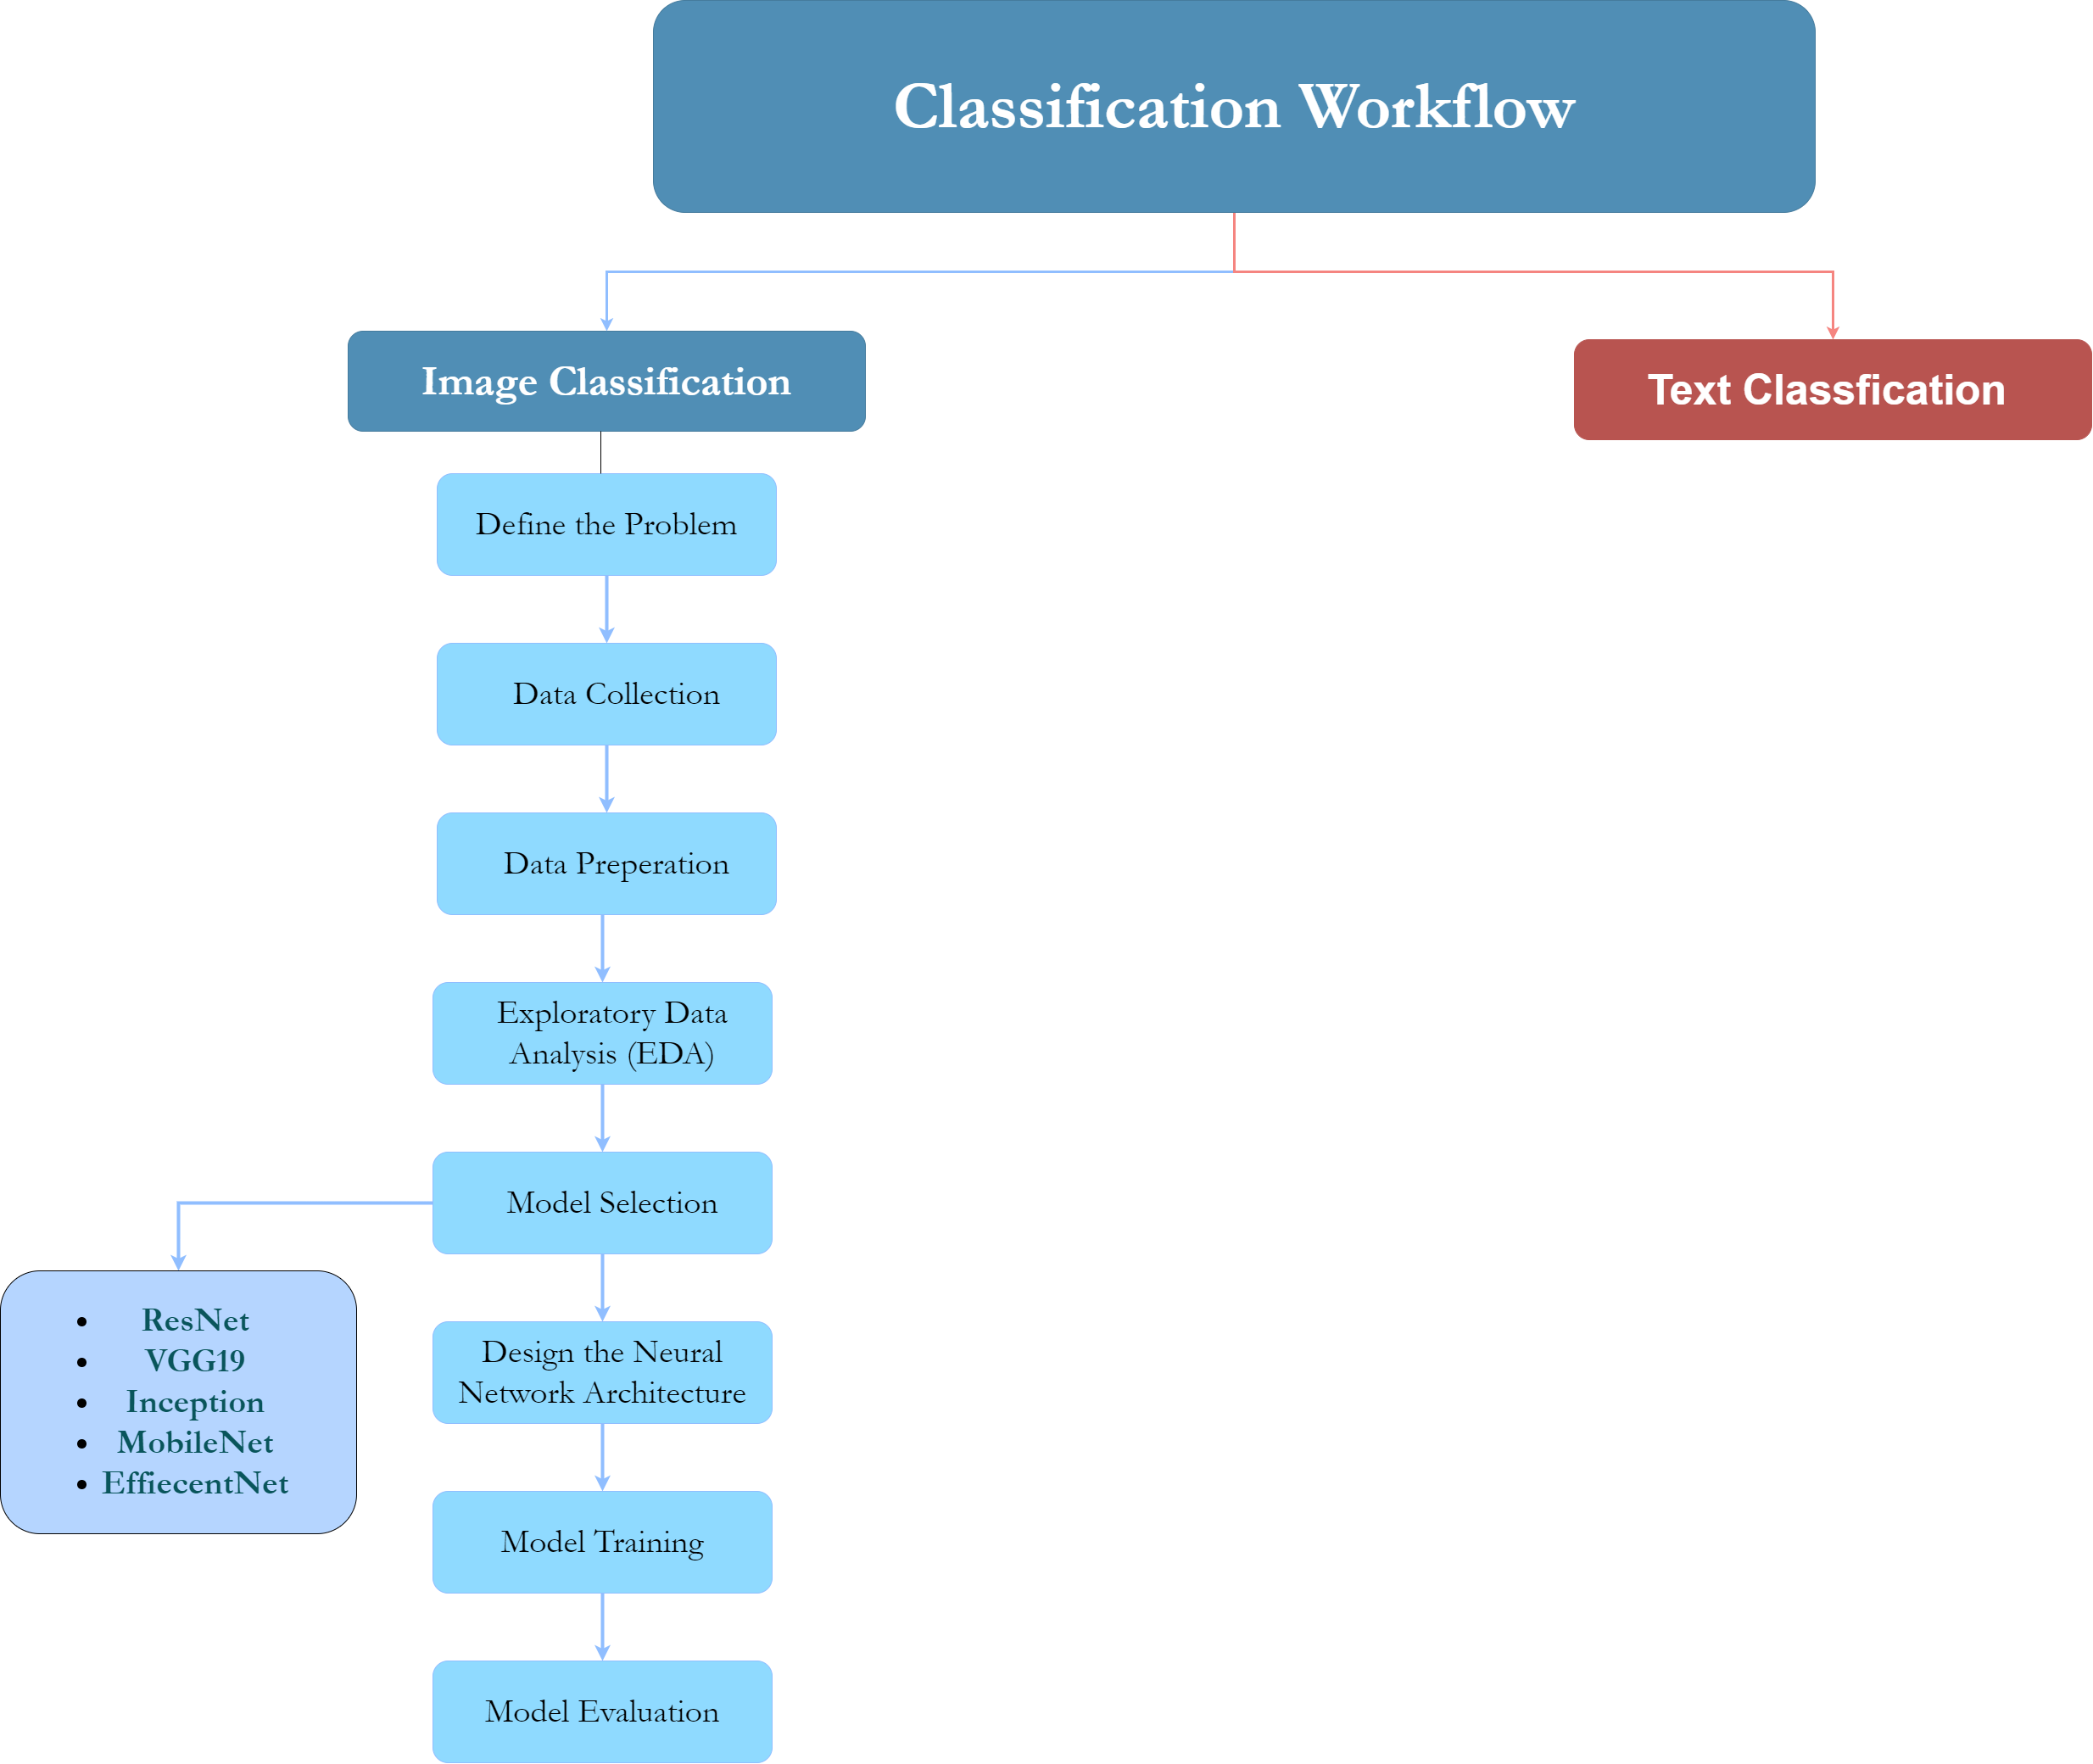 Classification Workflow
Image Classification
Text Classfication
Define the Problem
Data Collection
Data Preperation
Exploratory Data
Analysis (EDA)
Model Selection
• ResNet
• VGG19
• Inception
• MobileNet
• EffiecentNet
Design the Neural
Network Architecture
Model Training
Model Evaluation